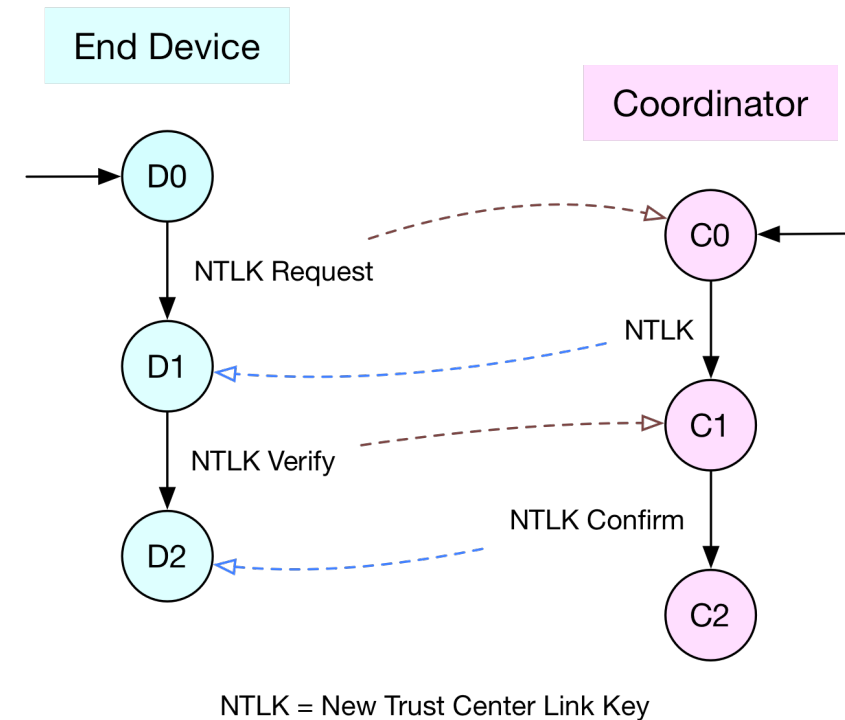 End Device
Coordinator
D0
C0
NTLK Request
NTLK
D1
C1
NTLK Verify
NTLK Confirm
D2
C2
NTLK = New Trust Center Link Key